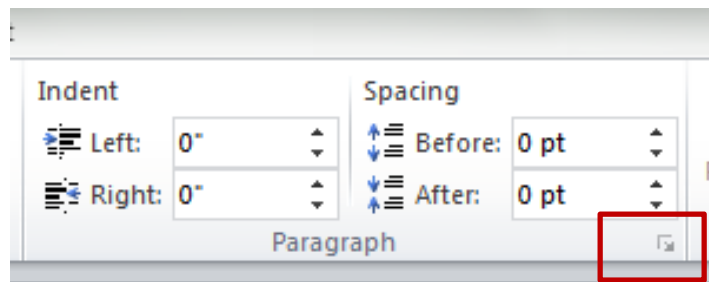 Indent Spacing
Left: 0" Before: 0 pt
Right: 0" After: 0 pt
Paragraph